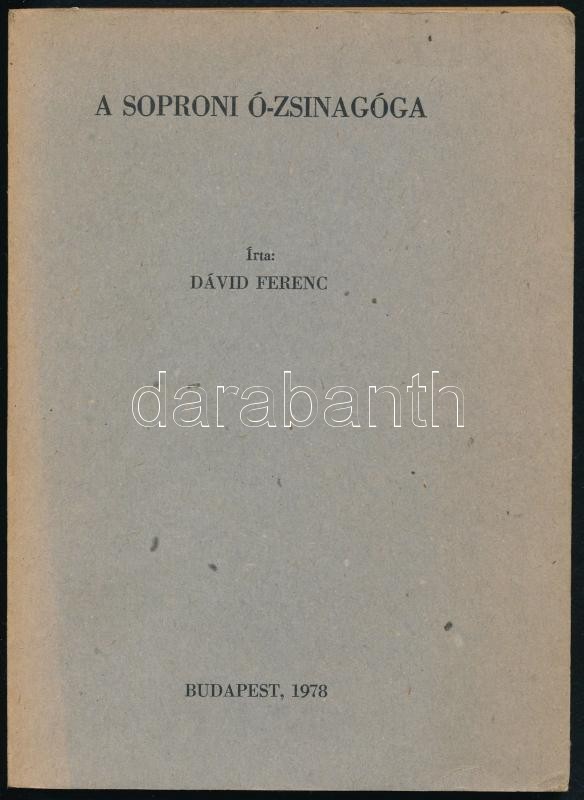 A SOPRONI Ó-ZSINAGÓGA
Írta:
DÁVID FERENC
darabanth
BUDAPEST, 1978